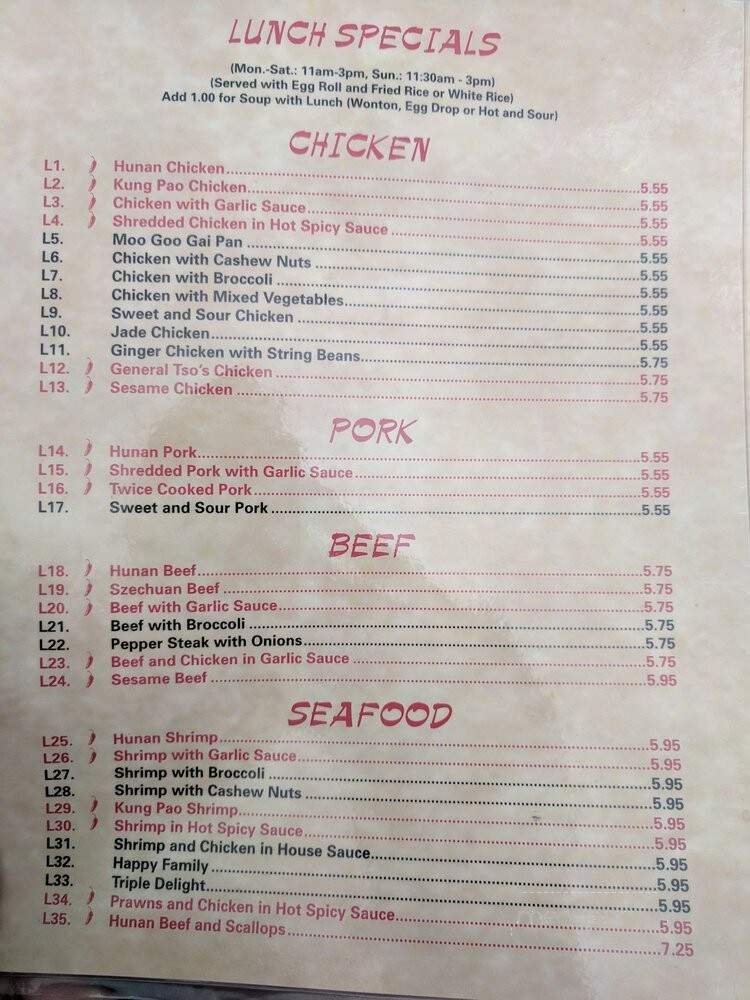 LUNCH SPECIALS
(Mon.-Sat.: 11am-3pm, Sun.: 11:30am - 3pm)
(Served with Egg Roll and Fried Rice or White Rice)
Add 1.00 for Soup with Lunch (Wonton, Egg Drop or Hot and Sour)
CHICKEN
L1. Hunan Chicken 5.55
L2. Kung Pao Chicken 5.55
L3. Chicken with Garlic Sauce 5.55
L4. Shredded Chicken in Hot Spicy Sauce 5.55
L5. Moo Goo Gai Pan 5.55
L6. Chicken with Cashew Nuts 5.55
L7. Chicken with Broccoli 5.55
L8. Chicken with Mixed Vegetables 5.55
L9. Sweet and Sour Chicken 5.55
L10. Jade Chicken 5.55
L11. Ginger Chicken with String Beans 5.75
L12. General Tso's Chicken 5.75
L13. Sesame Chicken 5.75
PORK
L14. Hunan Pork 5.55
L15. Shredded Pork with Garlic Sauce 5.55
L16. Twice Cooked Pork 5.55
L17. Sweet and Sour Pork 5.55
BEEF
L18. Hunan Beef 5.75
L19. Szechuan Beef 5.75
L20. Beef with Garlic Sauce 5.75
L21. Beef with Broccoli 5.75
L22. Pepper Steak with Onions 5.75
L23. Beef and Chicken in Garlic Sauce 5.75
L24. Sesame Beef 5.95
SEAFOOD
L25. Hunan Shrimp 5.95
L26. Shrimp with Garlic Sauce 5.95
L27. Shrimp with Broccoli 5.95
L28. Shrimp with Cashew Nuts 5.95
L29. Kung Pao Shrimp 5.95
L30. Shrimp in Hot Spicy Sauce 5.95
L31. Shrimp and Chicken in House Sauce 5.95
L32. Happy Family 5.95
L33. Triple Delight 5.95
L34. Prawns and Chicken in Hot Spicy Sauce 5.95
L35. Hunan Beef and Scallops 7.25